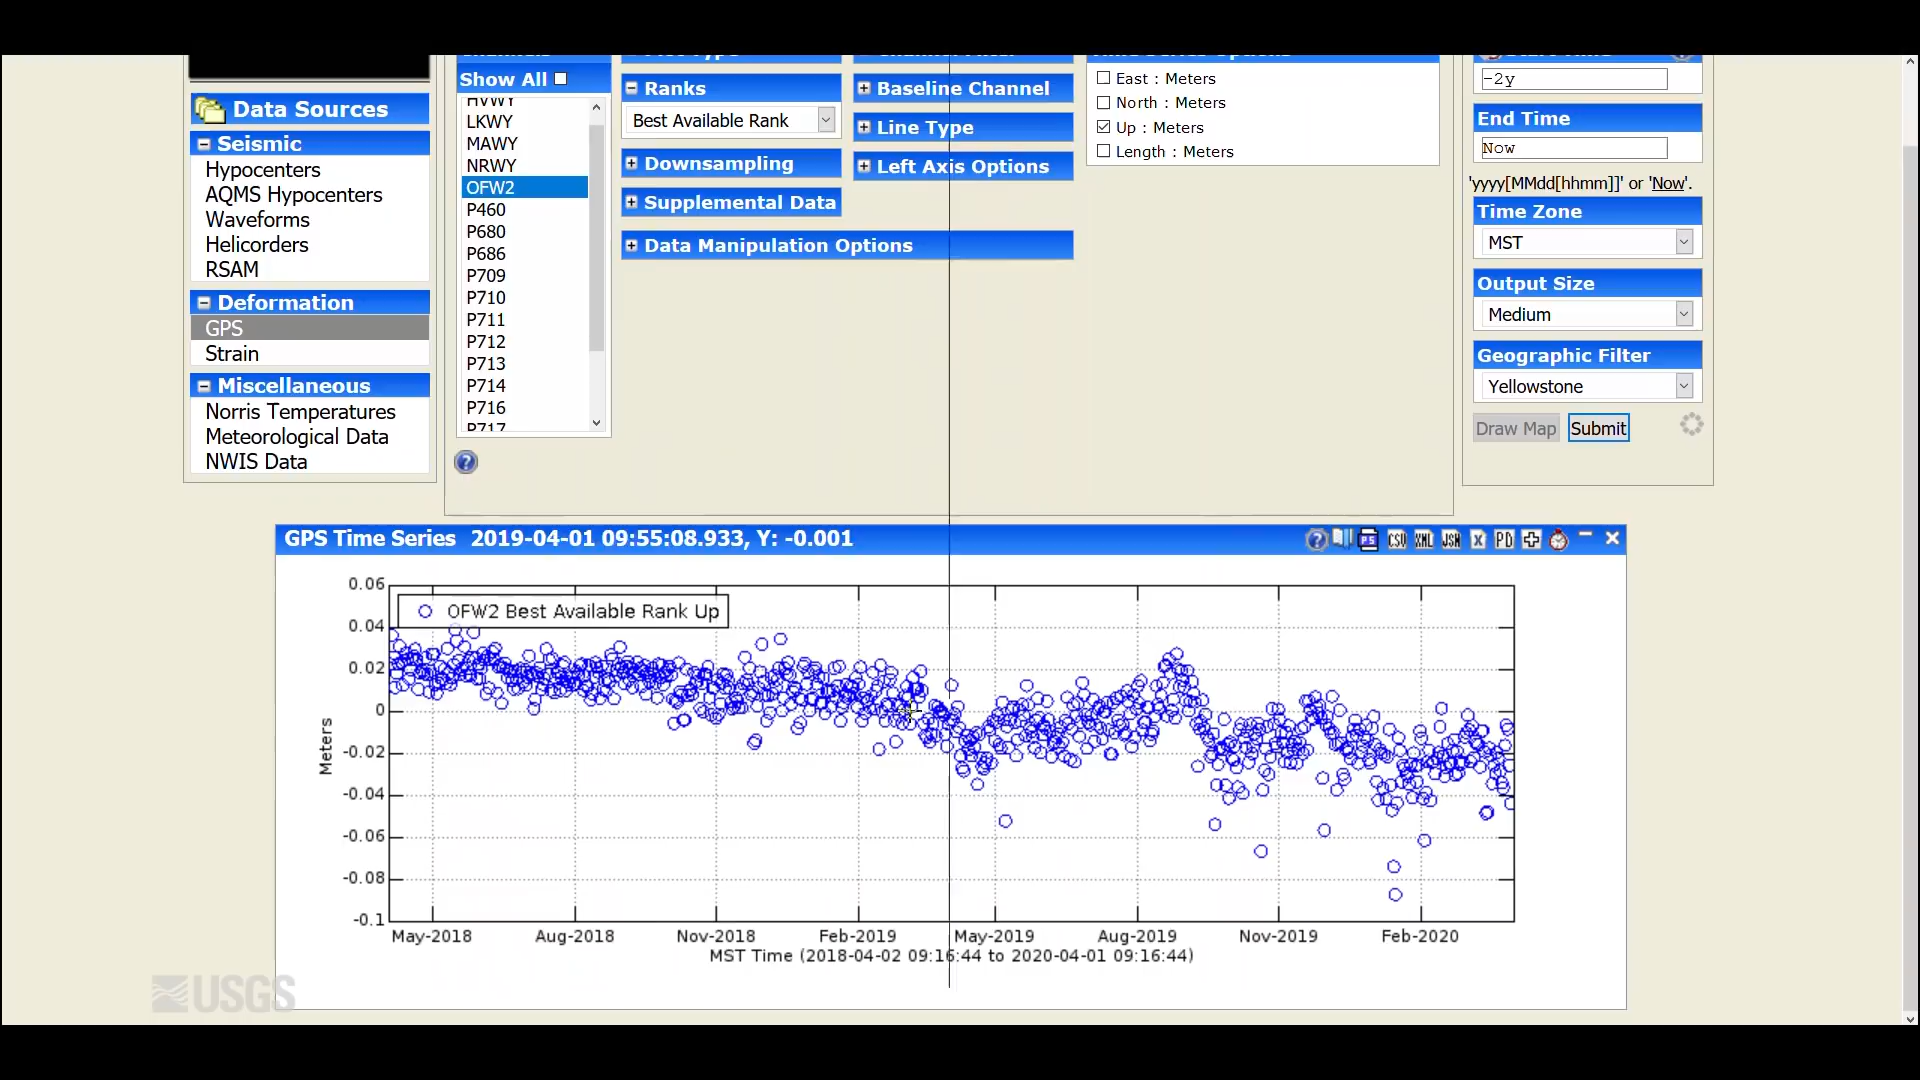 Data Sources
Seismic
Hypocenters
AQMS Hypocenters
Waveforms
Helicorders
RSAM
Deformation
GPS
Strain
Miscellaneous
Norris Temperatures
Meteorological Data
NWIS Data
Show All
HVWY
LKWY
MAWY
NRWY
OFW2
P460
P680
P686
P709
P710
P711
P712
P713
P714
P716
P717
Ranks
Best Available Rank
Downsampling
Supplemental Data
Data Manipulation Options
Baseline Channel
Line Type
Left Axis Options
East : Meters
North : Meters
Up : Meters
Length : Meters
-2y
End Time
Now
'yyyy[MMdd[hhmm]]' or 'Now'.
Time Zone
MST
Output Size
Medium
Geographic Filter
Yellowstone
Draw Map Submit
GPS Time Series 2019-04-01 09:55:08.933, Y: -0.001
CSV XML JSN X PD
OFW2 Best Available Rank Up
0.06
0.04
0.02
0
-0.02
-0.04
-0.06
-0.08
-0.1
Meters
May-2018 Aug-2018 Nov-2018 Feb-2019 May-2019 Aug-2019 Nov-2019 Feb-2020
MST Time (2018-04-02 09:16:44 to 2020-04-01 09:16:44)
USGS